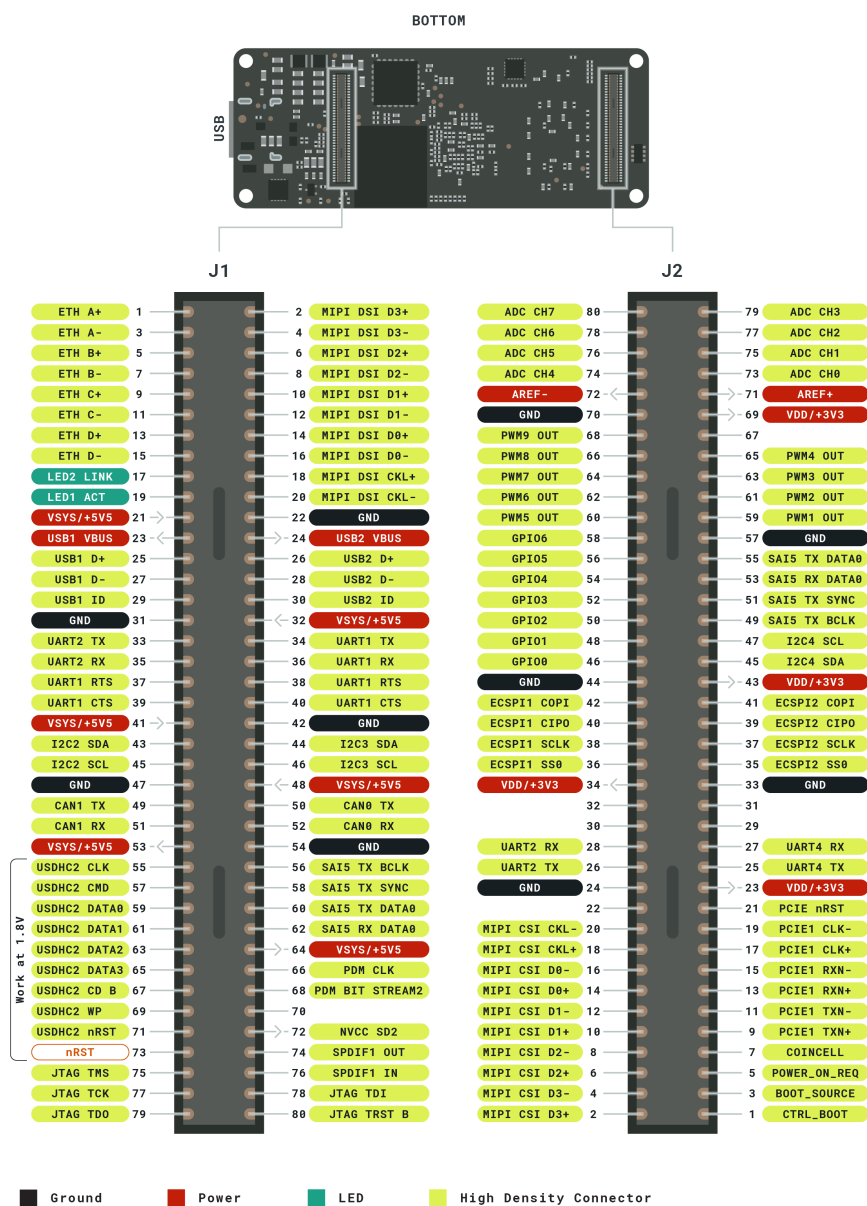 BOTTOM
USB
J1 J2
ETH A+ 1 2 MIPI DSI D3+ ADC CH7 80 79 ADC CH3
ETH A- 3 4 MIPI DSI D3- ADC CH6 78 77 ADC CH2
ETH B+ 5 6 MIPI DSI D2+ ADC CH5 76 75 ADC CH1
ETH B- 7 8 MIPI DSI D2- ADC CH4 74 73 ADC CH0
ETH C+ 9 10 MIPI DSI D1+ AREF- 72 71 AREF+
ETH C- 11 12 MIPI DSI D1- GND 70 69 VDD/+3V3
ETH D+ 13 14 MIPI DSI D0+ PWM9 OUT 68 67
ETH D- 15 16 MIPI DSI D0- PWM8 OUT 66 65 PWM4 OUT
LED2 LINK 17 18 MIPI DSI CKL+ PWM7 OUT 64 63 PWM3 OUT
LED1 ACT 19 20 MIPI DSI CKL- PWM6 OUT 62 61 PWM2 OUT
VSYS/+5V5 21 22 GND PWM5 OUT 60 59 PWM1 OUT
USB1 VBUS 23 24 USB2 VBUS GPIO6 58 57 GND
USB1 D+ 25 26 USB2 D+ GPIO5 56 55 SAI5 TX DATA0
USB1 D- 27 28 USB2 D- GPIO4 54 53 SAI5 RX DATA0
USB1 ID 29 30 USB2 ID GPIO3 52 51 SAI5 TX SYNC
GND 31 32 VSYS/+5V5 GPIO2 50 49 SAI5 TX BCLK
UART2 TX 33 34 UART1 TX GPIO1 48 47 I2C4 SCL
UART2 RX 35 36 UART1 RX GPIO0 46 45 I2C4 SDA
UART1 RTS 37 38 UART1 RTS GND 44 43 VDD/+3V3
UART1 CTS 39 40 UART1 CTS ECSPI1 COPI 42 41 ECSPI2 COPI
VSYS/+5V5 41 42 GND ECSPI1 CIPO 40 39 ECSPI2 CIPO
I2C2 SDA 43 44 I2C3 SDA ECSPI1 SCLK 38 37 ECSPI2 SCLK
I2C2 SCL 45 46 I2C3 SCL ECSPI1 SS0 36 35 ECSPI2 SS0
GND 47 48 VSYS/+5V5 VDD/+3V3 34 33 GND
CAN1 TX 49 50 CAN0 TX 32 31
CAN1 RX 51 52 CAN0 RX 30 29
VSYS/+5V5 53 54 GND UART2 RX 28 27 UART4 RX
USDHC2 CLK 55 56 SAI5 TX BCLK UART2 TX 26 25 UART4 TX
USDHC2 CMD 57 58 SAI5 TX SYNC GND 24 23 VDD/+3V3
USDHC2 DATA0 59 60 SAI5 TX DATA0 22 21 PCIE nRST
USDHC2 DATA1 61 62 SAI5 RX DATA0 MIPI CSI CKL- 20 19 PCIE1 CLK-
USDHC2 DATA2 63 64 VSYS/+5V5 MIPI CSI CKL+ 18 17 PCIE1 CLK+
USDHC2 DATA3 65 66 PDM CLK MIPI CSI D0- 16 15 PCIE1 RXN-
USDHC2 CD B 67 68 PDM BIT STREAM2 MIPI CSI D0+ 14 13 PCIE1 RXN+
USDHC2 WP 69 70 MIPI CSI D1- 12 11 PCIE1 TXN-
USDHC2 nRST 71 72 NVCC SD2 MIPI CSI D1+ 10 9 PCIE1 TXN+
nRST 73 74 SPDIF1 OUT MIPI CSI D2- 8 7 COINCELL
JTAG TMS 75 76 SPDIF1 IN MIPI CSI D2+ 6 5 POWER_ON_REQ
JTAG TCK 77 78 JTAG TDI MIPI CSI D3- 4 3 BOOT_SOURCE
JTAG TDO 79 80 JTAG TRST B MIPI CSI D3+ 2 1 CTRL_BOOT
Work at 1.8V
Ground Power LED High Density Connector